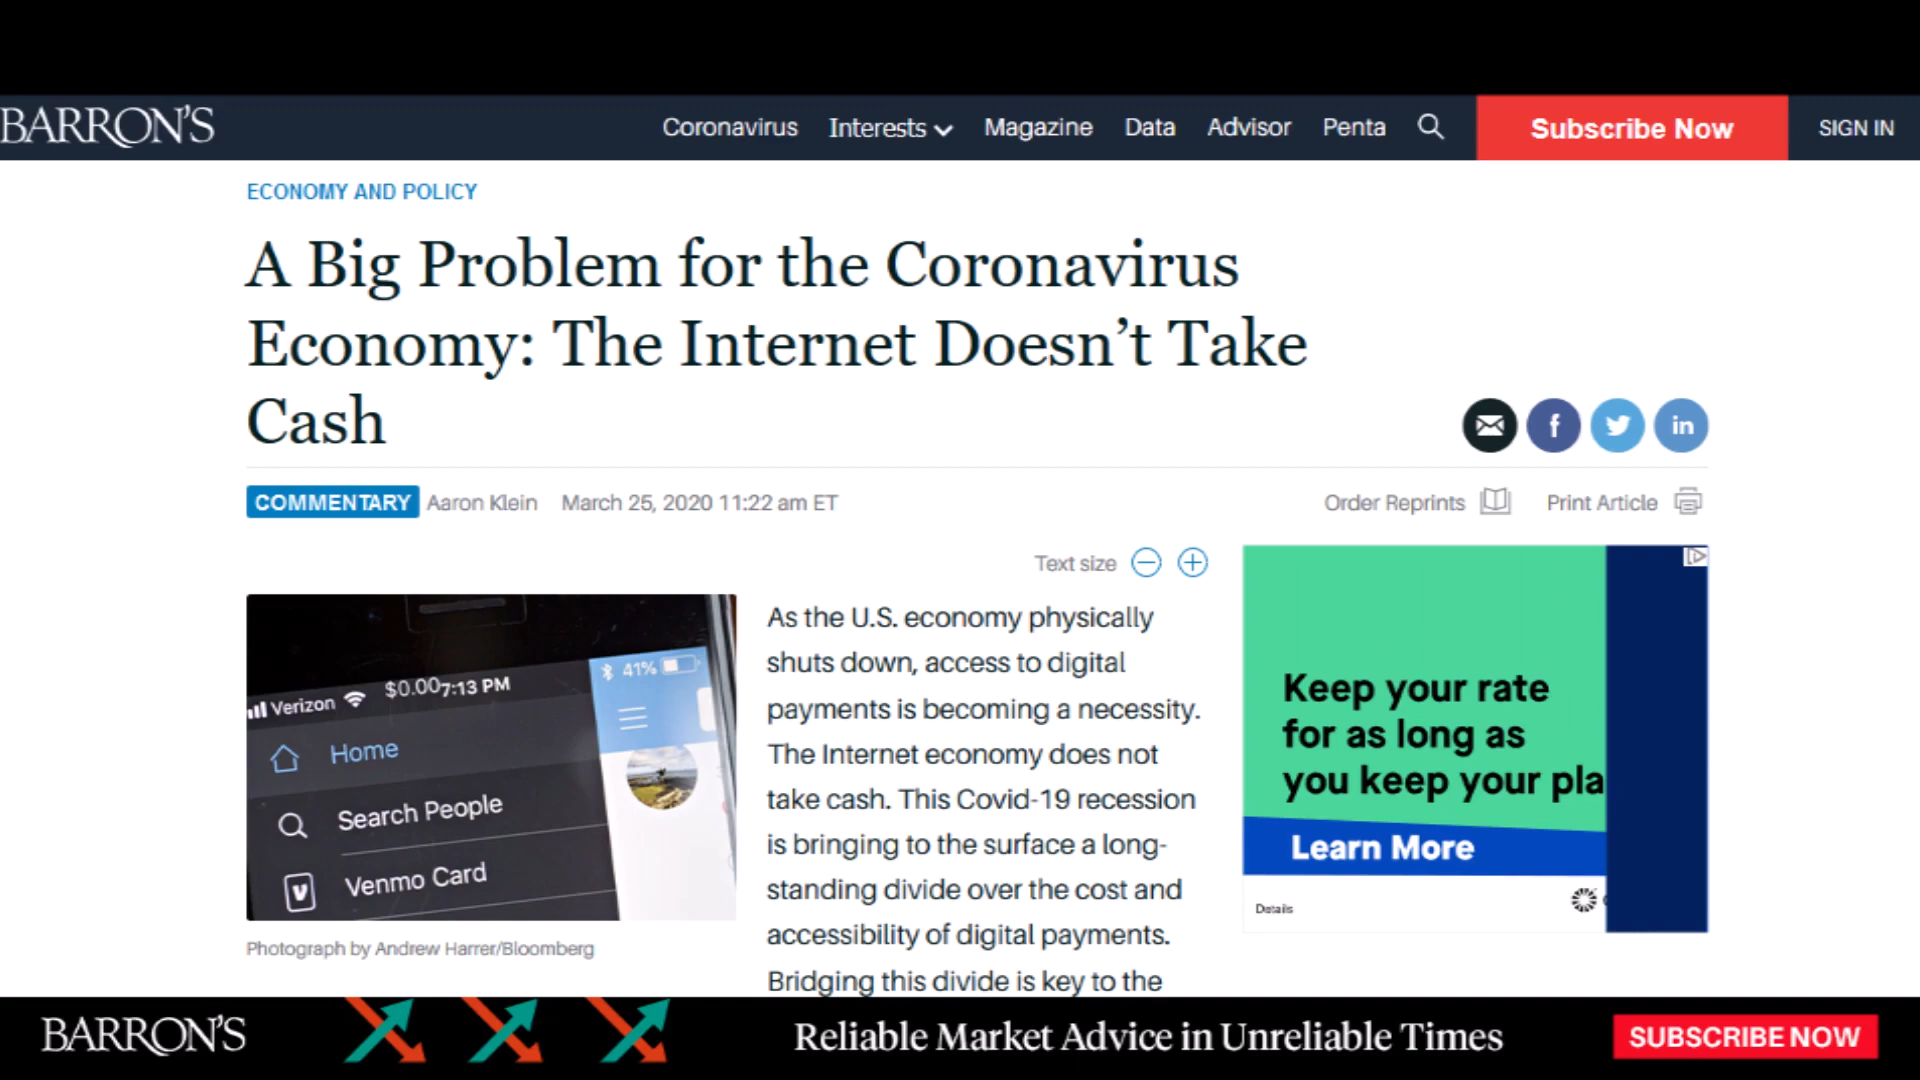 BARRON'S
Coronavirus Interests Magazine Data Advisor Penta Subscribe Now SIGN IN
ECONOMY AND POLICY
A Big Problem for the Coronavirus
Economy: The Internet Doesn't Take
Cash
COMMENTARY Aaron Klein March 25, 2020 11:22 am ET
Order Reprints Print Article
Text size
Verizon $0.00 7:13 PM 41%
Home
Search People
Venmo Card
Photograph by Andrew Harrer/Bloomberg
As the U.S. economy physically
shuts down, access to digital
payments is becoming a necessity.
The Internet economy does not
take cash. This Covid-19 recession
is bringing to the surface a long-
standing divide over the cost and
accessibility of digital payments.
Bridging this divide is key to the
Keep your rate
for as long as
you keep your pla
Learn More
Details
BARRON'S
Reliable Market Advice in Unreliable Times
SUBSCRIBE NOW